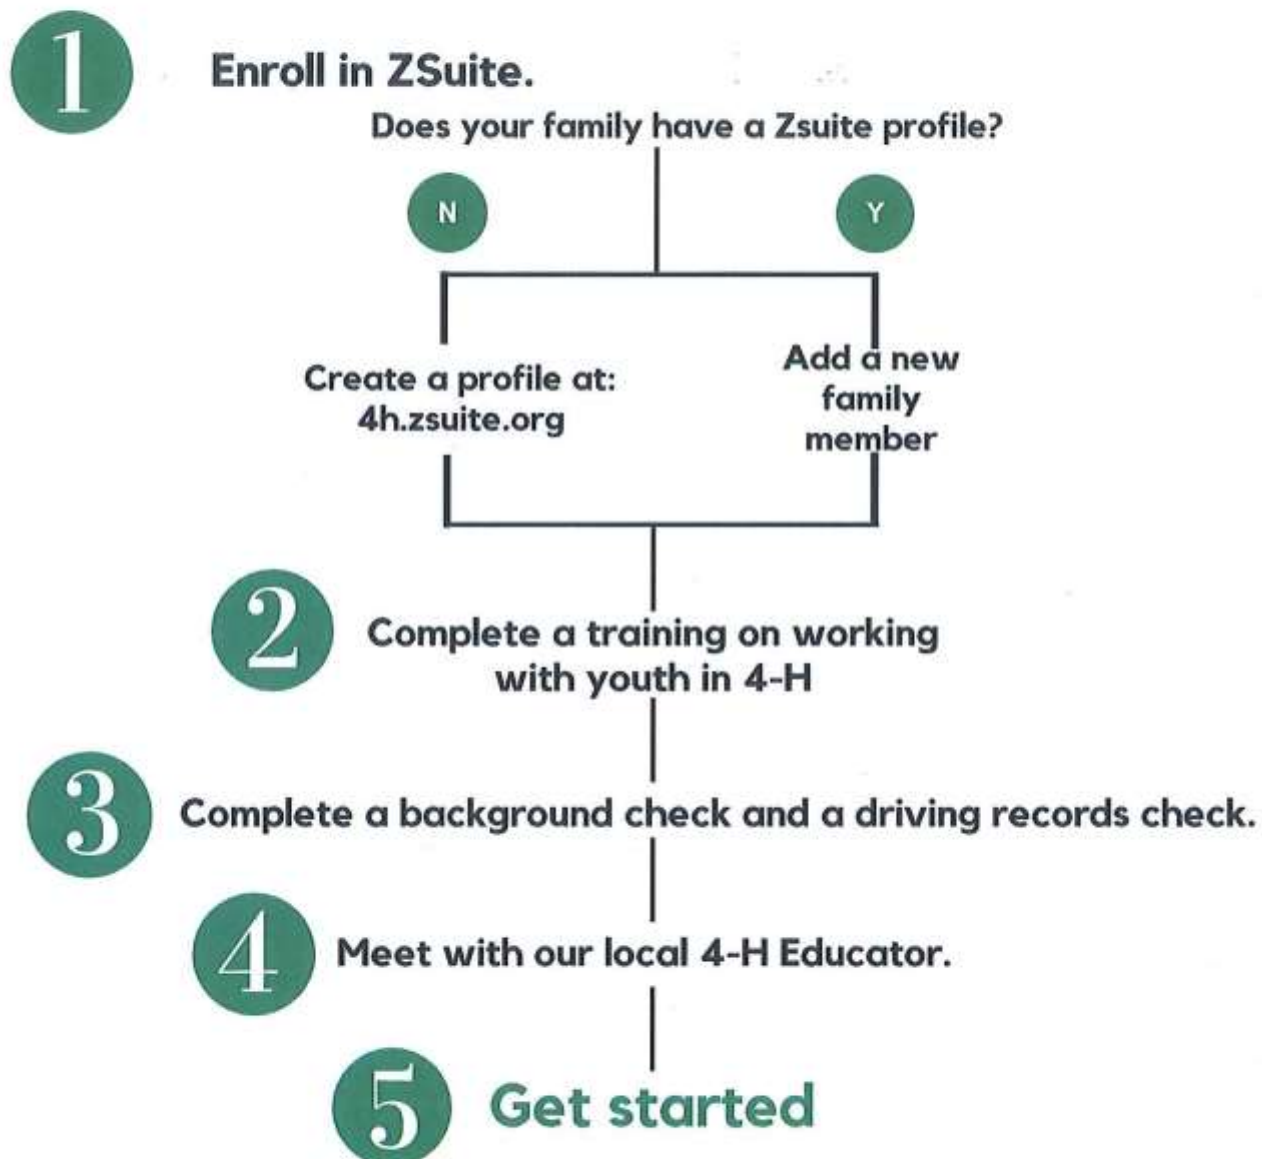 1
Enroll in ZSuite.
Does your family have a Zsuite profile?
N
Y
Create a profile at:
4h.zsuite.org
Add a new
family
member
2
Complete a training on working
with youth in 4-H
3
Complete a background check and a driving records check.
4
Meet with our local 4-H Educator.
5
Get started